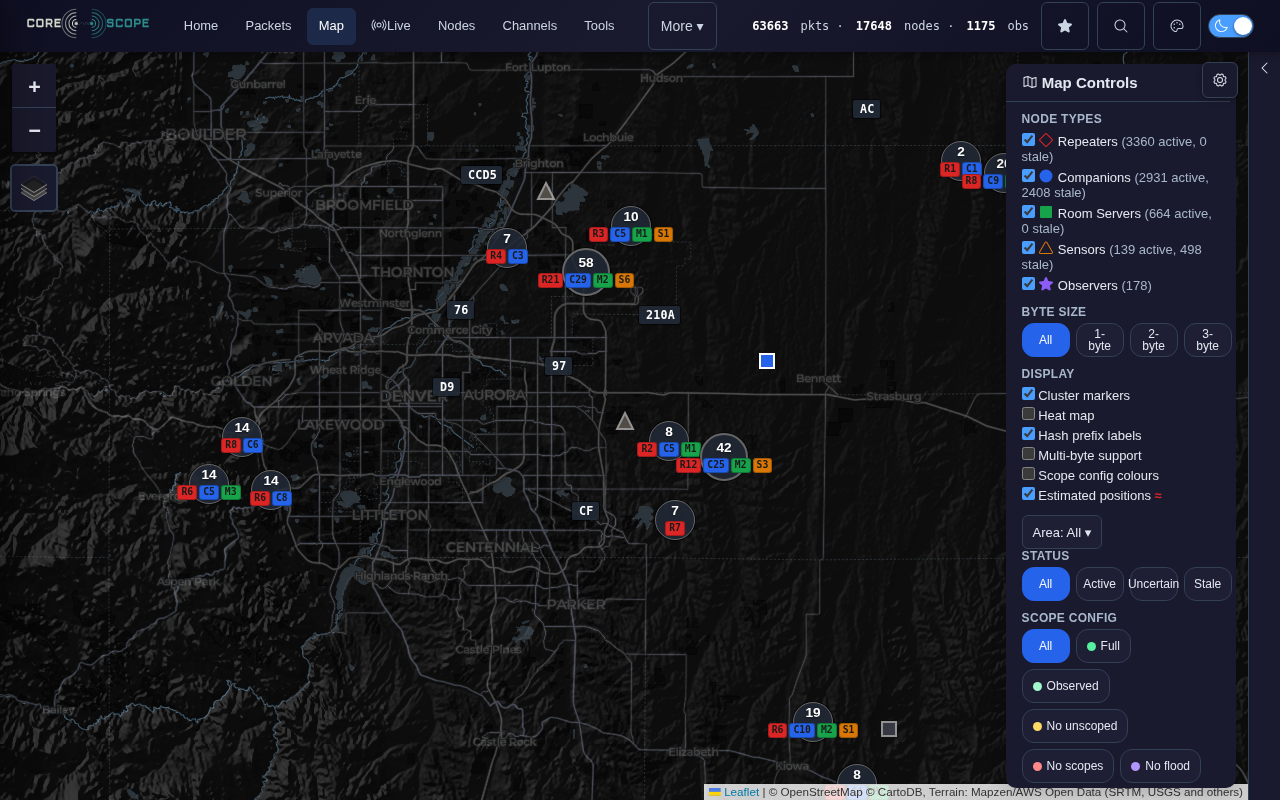 CORE SCOPE
Home Packets Map Live Nodes Channels Tools More ▾ 63663 pkts · 17648 nodes · 1175 obs
+
−
Fort Lupton
Hudson
Gunbarrel
Erie
BOULDER
Lochbuie
Lafayette
Brighton
Superior
BROOMFIELD
Northglenn
THORNTON
Westminster
Commerce City
ARVADA
Wheat Ridge
GOLDEN
DENVER
AURORA
Bennett
Strasburg
LAKEWOOD
Englewood
LITTLETON
CENTENNIAL
Highlands Ranch
Aspen Park
PARKER
Castle Pines
Bailey
Castle Rock
Elizabeth
Kiowa
AC
CCD5
76
210A
97
D9
CF
2
R1 C1
R8 C9
10
R3 C5 M1 S1
7
R4 C3
58
R21 C29 M2 S6
14
R8 C6
14
R6 C5 M3
14
R6 C8
8
R2 C5 M1
42
R12 C25 M2 S3
7
R7
19
R6 C10 M2 S1
8
Map Controls
NODE TYPES
Repeaters (3360 active, 0
stale)
Companions (2931 active,
2408 stale)
Room Servers (664 active,
0 stale)
Sensors (139 active, 498
stale)
Observers (178)
BYTE SIZE
All 1-byte 2-byte 3-byte
DISPLAY
Cluster markers
Heat map
Hash prefix labels
Multi-byte support
Scope config colours
Estimated positions ≈
Area: All ▾
STATUS
All Active Uncertain Stale
SCOPE CONFIG
All Full
Observed
No unscoped
No scopes No flood
Leaflet | © OpenStreetMap © CartoDB, Terrain: Mapzen/AWS Open Data (SRTM, USGS and others)